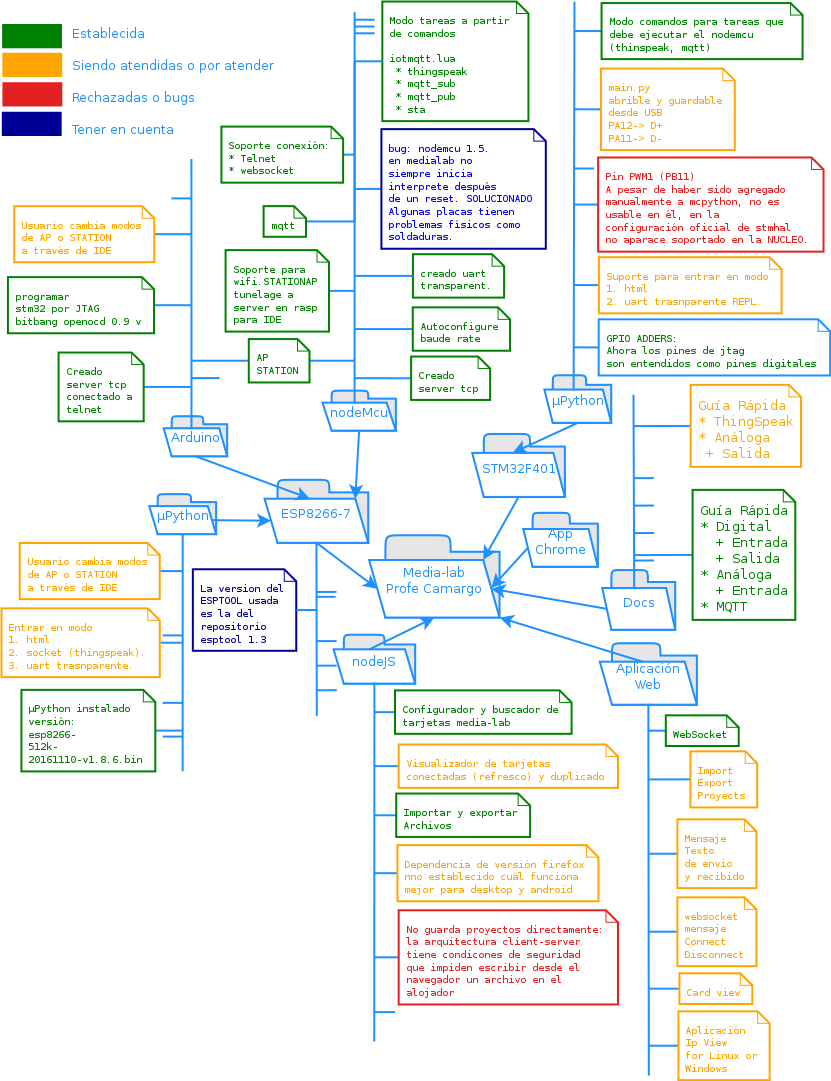 Establecida
Siendo atendidas o por atender
Rechazadas o bugs
Tener en cuenta
Modo tareas a partir
de comandos
iotmqtt.lua
* thingspeak
* mqtt_sub
* mqtt_pub
* sta
Modo comandos para tareas que
debe ejecutar el nodemcu
(thinspeak, mqtt)
main.py
abrible y guardable
desde USB
PA12-> D+
PA11-> D-
Soporte conexión:
* Telnet
* websocket
bug: nodemcu 1.5.
en medialab no
siempre inicia
interprete después
de un reset. SOLUCIONADO
Algunas placas tienen
problemas físicos como
soldaduras.
Pin PWM1 (PB11)
A pesar de haber sido agregado
manualmente a mcpython, no es
usable en él, en la
configuración oficial de stmhal
no aparace soportado en la NUCLEO.
mqtt
Usuario cambia modos
de AP o STATION
a través de IDE
Soporte para
wifi.STATIONAP
tunelage a
server en rasp
para IDE
creado uart
transparent.
Suporte para entrar en modo
1. html
2. uart trasnparente REPL.
programar
stm32 por JTAG
bitbang openocd 0.9 v
Autoconfigure
baude rate
GPIO ADDERS:
Ahora los pines de jtag
son entendidos como pines digitales
AP
STATION
Creado
server tcp
conectado a
telnet
Creado
server tcp
Guía Rápida
* ThingSpeak
* Análoga
+ Salida
Arduino
nodeMcu
µPython
STM32F401
µPython
ESP8266-7
App
Chrome
Guía Rápida
* Digital
+ Entrada
+ Salida
* Análoga
+ Entrada
* MQTT
Usuario cambia modos
de AP o STATION
a través de IDE
La version del
ESPTOOL usada
es la del
repositorio
esptool 1.3
Media-lab
Profe Camargo
Docs
Entrar en modo
1. html
2. socket (thingspeak).
3. uart trasnparente.
nodeJS
Aplicación
Web
µPython instalado
versión:
esp8266-
512k-
20161110-v1.8.6.bin
Configurador y buscador de
tarjetas media-lab
WebSocket
Visualizador de tarjetas
conectadas (refresco) y duplicado
Import
Export
Proyects
Importar y exportar
Archivos
Mensaje
Texto
de envio
y recibido
Dependencia de versión firefox
nno establecido cuál funciona
mejor para desktop y android
No guarda proyectos directamente:
la arquitectura client-server
tiene condicones de seguridad
que impiden escribir desde el
navegador un archivo en el
alojador
websocket
mensaje
Connect
Disconnect
Card view
Aplicación
Ip View
for Linux or
Windows